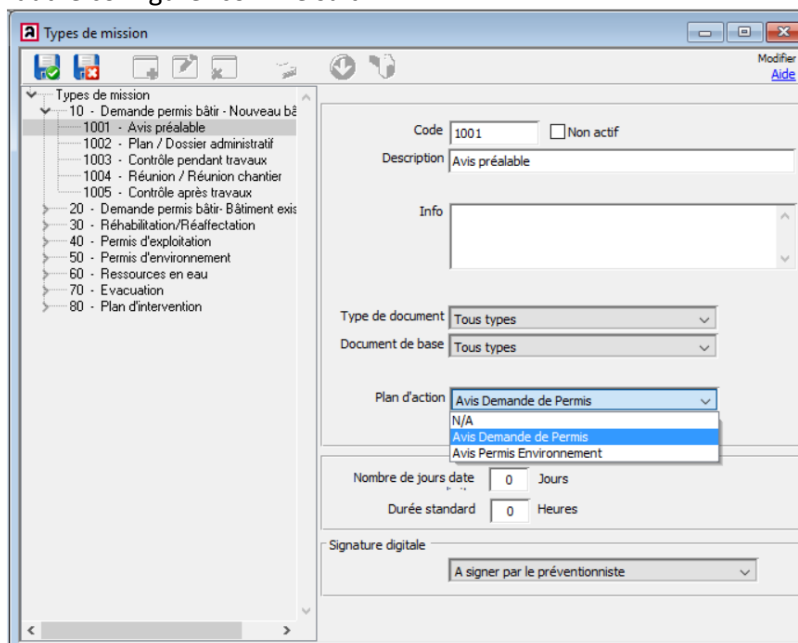 Types de mission
Modifier
Aide
Types de mission
10 - Demande permis bâtir - Nouveau bâ
1001 - Avis préalable
1002 - Plan / Dossier administratif
1003 - Contrôle pendant travaux
1004 - Réunion / Réunion chantier
1005 - Contrôle après travaux
20 - Demande permis bâtir- Bâtiment exis
30 - Réhabilitation/Réaffectation
40 - Permis d'exploitation
50 - Permis d'environnement
60 - Ressources en eau
70 - Evacuation
80 - Plan d'intervention
Code 1001 Non actif
Description Avis préalable
Info
Type de document Tous types
Document de base Tous types
Plan d'action Avis Demande de Permis
N/A
Avis Demande de Permis
Avis Permis Environnement
Nombre de jours date 0 Jours
Durée standard 0 Heures
Signature digitale
A signer par le préventionniste